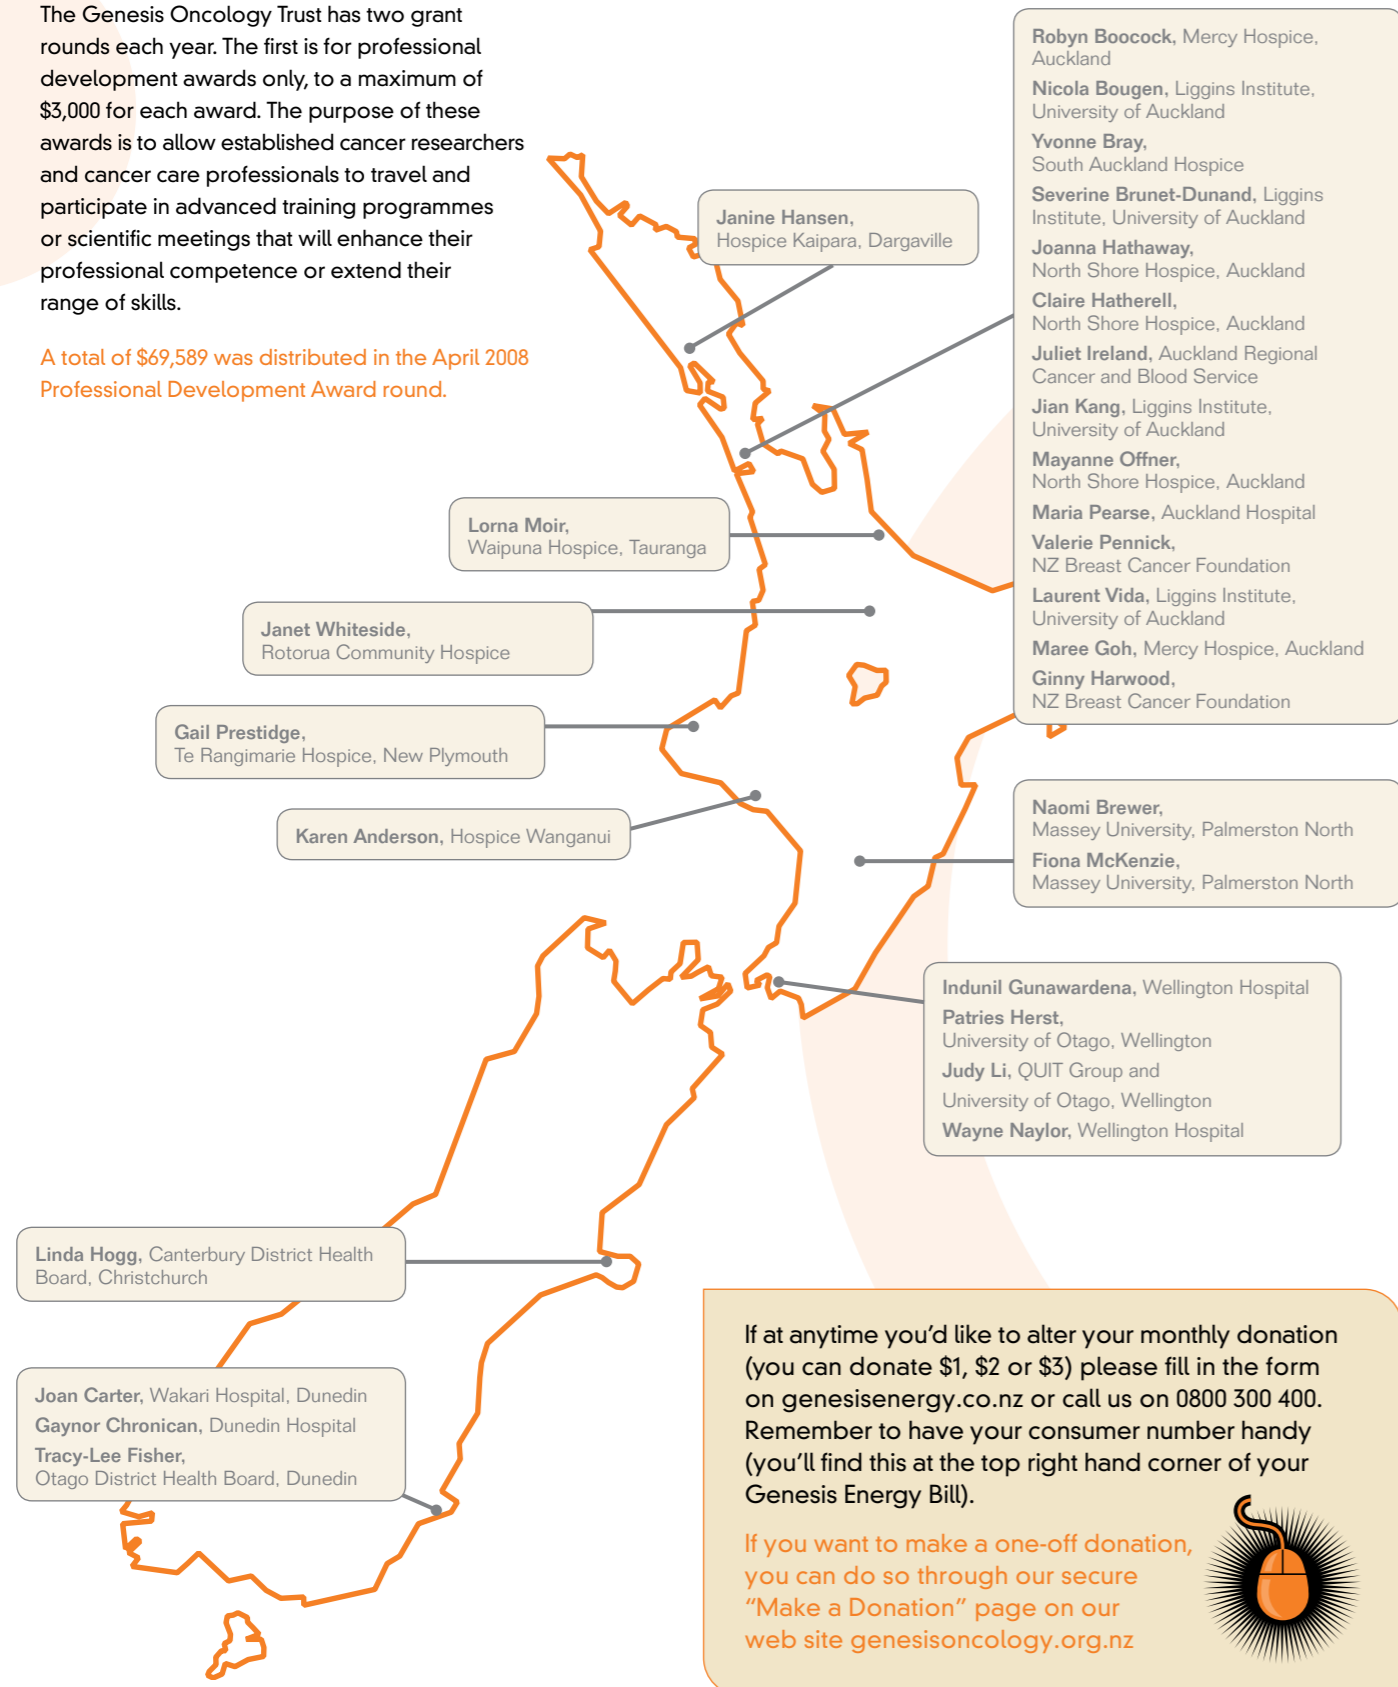 The Genesis Oncology Trust has two grant
rounds each year. The first is for professional
development awards only, to a maximum of
$3,000 for each award. The purpose of these
awards is to allow established cancer researchers
and cancer care professionals to travel and
participate in advanced training programmes
or scientific meetings that will enhance their
professional competence or extend their
range of skills.
A total of $69,589 was distributed in the April 2008
Professional Development Award round.
Janine Hansen,
Hospice Kaipara, Dargaville
Robyn Boocock, Mercy Hospice,
Auckland
Nicola Bougen, Liggins Institute,
University of Auckland
Yvonne Bray,
South Auckland Hospice
Severine Brunet-Dunand, Liggins
Institute, University of Auckland
Joanna Hathaway,
North Shore Hospice, Auckland
Claire Hatherell,
North Shore Hospice, Auckland
Juliet Ireland, Auckland Regional
Cancer and Blood Service
Jian Kang, Liggins Institute,
University of Auckland
Mayanne Offner,
North Shore Hospice, Auckland
Maria Pearse, Auckland Hospital
Valerie Pennick,
NZ Breast Cancer Foundation
Laurent Vida, Liggins Institute,
University of Auckland
Maree Goh, Mercy Hospice, Auckland
Ginny Harwood,
NZ Breast Cancer Foundation
Lorna Moir,
Waipuna Hospice, Tauranga
Janet Whiteside,
Rotorua Community Hospice
Gail Prestidge,
Te Rangimarie Hospice, New Plymouth
Karen Anderson, Hospice Wanganui
Naomi Brewer,
Massey University, Palmerston North
Fiona McKenzie,
Massey University, Palmerston North
Indunil Gunawardena, Wellington Hospital
Patries Herst,
University of Otago, Wellington
Judy Li, QUIT Group and
University of Otago, Wellington
Wayne Naylor, Wellington Hospital
Linda Hogg, Canterbury District Health
Board, Christchurch
Joan Carter, Wakari Hospital, Dunedin
Gaynor Chronican, Dunedin Hospital
Tracy-Lee Fisher,
Otago District Health Board, Dunedin
If at anytime you'd like to alter your monthly donation
(you can donate $1, $2 or $3) please fill in the form
on genesisenergy.co.nz or call us on 0800 300 400.
Remember to have your consumer number handy
(you'll find this at the top right hand corner of your
Genesis Energy Bill).
If you want to make a one-off donation,
you can do so through our secure
"Make a Donation" page on our
web site genesisoncology.org.nz